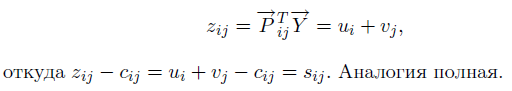 $z_{ij} = \overrightarrow{P}_{ij}^{T} \overrightarrow{Y} = u_i + v_j,$
откуда $z_{ij} - c_{ij} = u_i + v_j - c_{ij} = s_{ij}$. Аналогия полная.